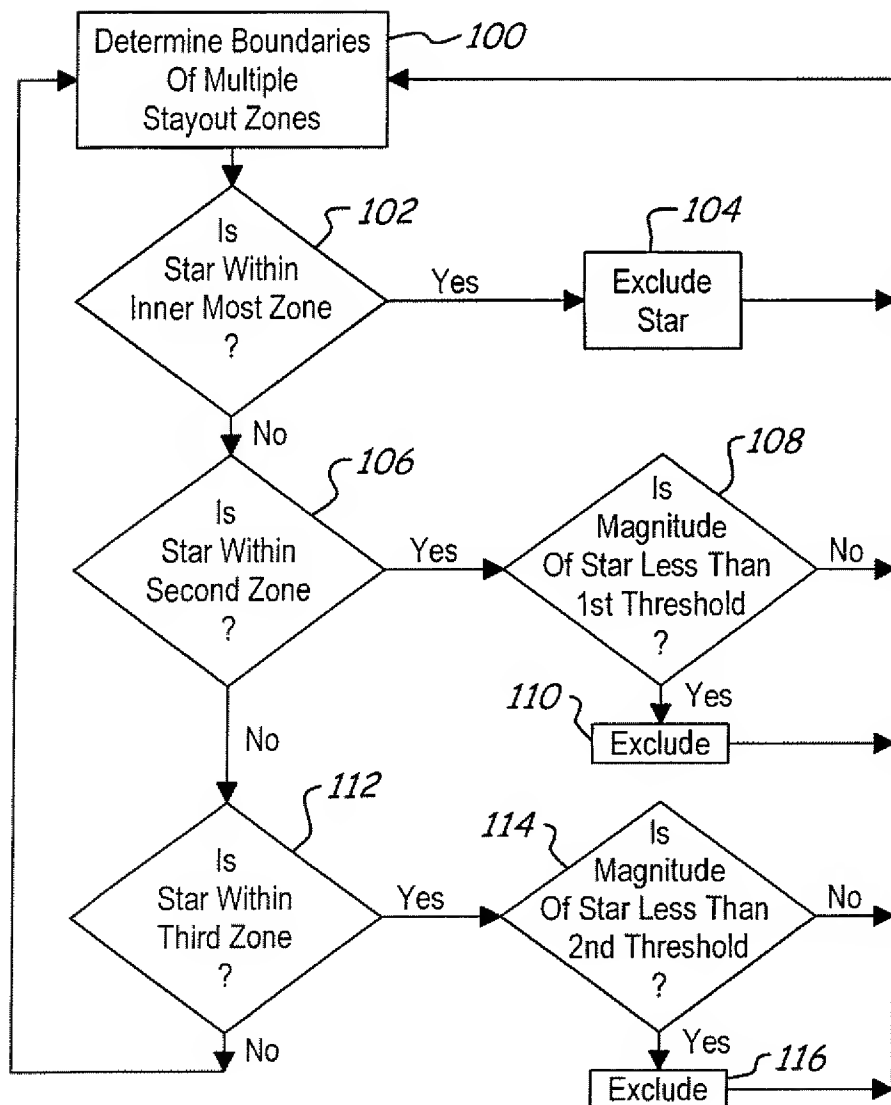 Determine Boundaries
Of Multiple
Stayout Zones
100
Is
Star Within
Inner Most Zone
?
102
Yes
Exclude
Star
104
No
Is
Star Within
Second Zone
?
106
Yes
Is
Magnitude
Of Star Less Than
1st Threshold
?
108
No
Yes
110
Exclude
No
Is
Star Within
Third Zone
?
112
Yes
114
Is
Magnitude
Of Star Less Than
2nd Threshold
?
No
Yes
Exclude
116
No